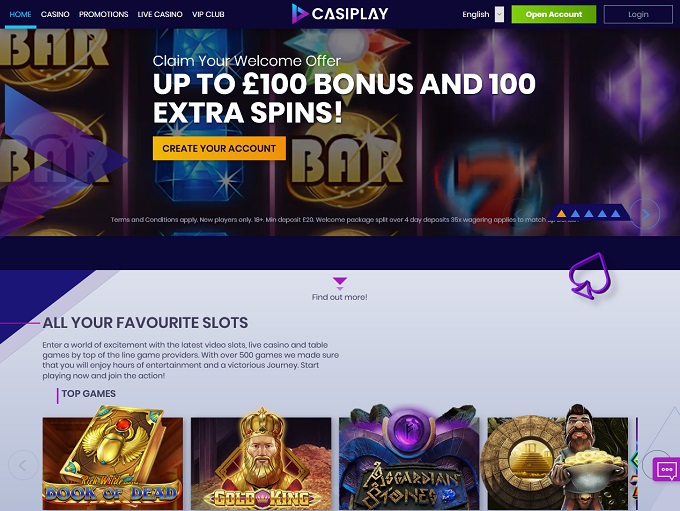 HOME CASINO PROMOTIONS LIVE CASINO VIP CLUB CASIPLAY English Open Account Login
Claim Your Welcome Offer
UP TO £100 BONUS AND 100
EXTRA SPINS!
CREATE YOUR ACCOUNT
BAR
BAR
BAR
7
Terms and Conditions apply. New players only. 18+. Min deposit £20. Welcome package split over 4 day deposits 35x wagering applies to match up bonus.
Find out more!
ALL YOUR FAVOURITE SLOTS
Enter a world of excitement with the latest video slots, live casino and table
games by top of the line game providers. With over 500 games we made sure
that you will enjoy hours of entertainment and a victorious Journey. Start
playing now and join the action!
TOP GAMES
Rich Wilde
BOOK OF DEAD
GOLD KING
ASGARDIAN
STONES